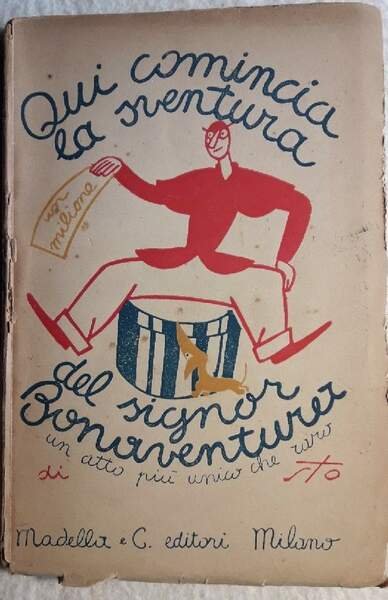 Qui comincia
la sventura
un
milione
del signor
Bonaventura
un atto più unico che raro
di sto
Madella e C. editori Milano